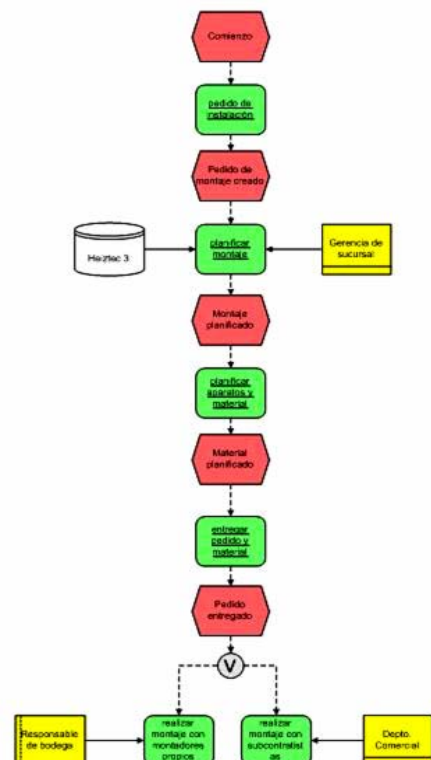 Comienzo
pedido de
instalación
Pedido de
montaje creado
Heiztec 3
planificar
montaje
Gerencia de
sucursal
Montaje
planificado
planificar
aparatos y
material
Material
planificado
entregar
pedido y
material
Pedido
entregado
V
Responsable
de bodega
realizar
montaje con
montadores
propios
realizar
montaje con
subcontratist
as
Depto.
Comercial